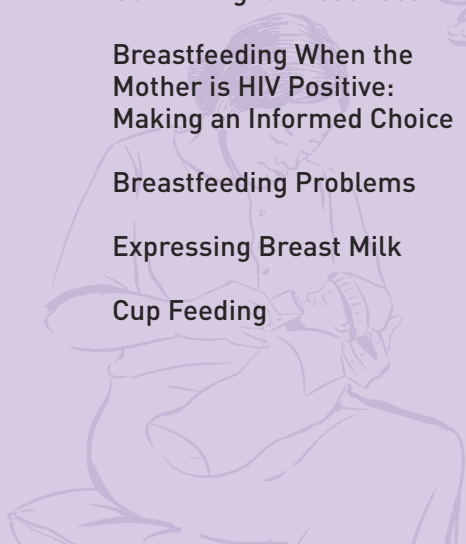 Breastfeeding When the
Mother is HIV Positive:
Making an Informed Choice
Breastfeeding Problems
Expressing Breast Milk
Cup Feeding